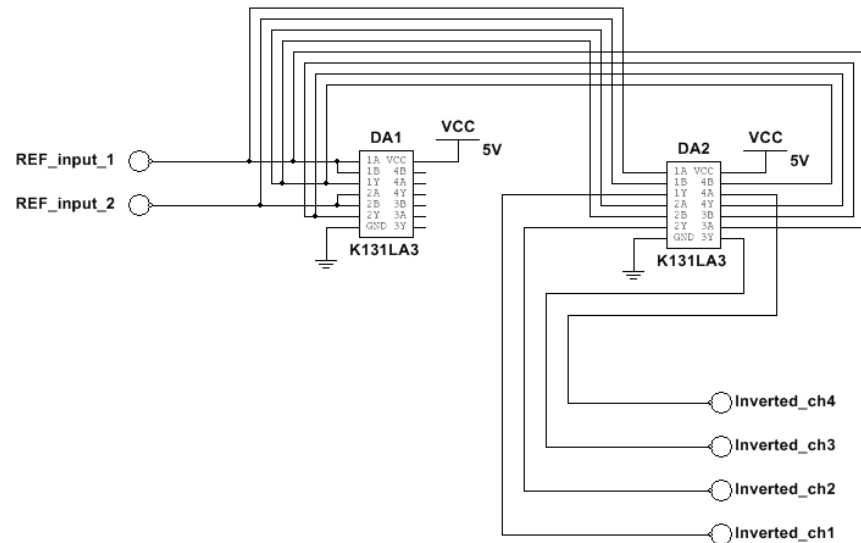 DA1
VCC
5V
REF_input_1
REF_input_2
1A VCC
1B 4B
1Y 4A
2A 4Y
2B 3B
2Y 3A
GND 3Y
K131LA3
DA2
VCC
5V
1A VCC
1B 4B
1Y 4A
2A 4Y
2B 3B
2Y 3A
GND 3Y
K131LA3
Inverted_ch4
Inverted_ch3
Inverted_ch2
Inverted_ch1